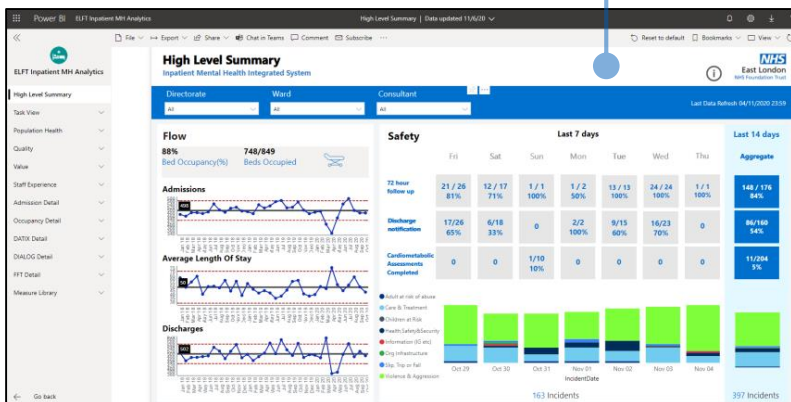 Power BI ELFT Inpatient MH Analytics
High Level Summary | Data updated 11/6/20
File Export Share Chat in Teams Comment Subscribe ...
Reset to default Bookmarks View
ELFT Inpatient MH Analytics
High Level Summary
Task View
Population Health
Quality
Value
Staff Experience
Admission Detail
Occupancy Detail
DATIX Detail
DIALOG Detail
FFT Detail
Measure Library
Go back
High Level Summary
Inpatient Mental Health Integrated System
NHS
East London
NHS Foundation Trust
Directorate Ward Consultant
All All All
Last Data Refresh 04/11/2020 23:59
Flow
88% 748/849
Bed Occupancy(%) Beds Occupied
Admissions
Average Length Of Stay
Discharges
Safety Last 7 days Last 14 days
Fri Sat Sun Mon Tue Wed Thu Aggregate
72 hour
follow up
21 / 26 12 / 17 1 / 1 1 / 2 13 / 13 24 / 24 1 / 1 148 / 176
81% 71% 100% 50% 100% 100% 100% 84%
Discharge
notification
17/26 6/18 0 2/2 9/15 16/23 0 86/160
65% 33% 100% 60% 70% 54%
Cardiometabolic
Assessments
Completed
0 0 1/10 0 0 0 0 11/204
10% 5%
Adult at risk of abuse
Care & Treatment
Children at Risk
Health,Safety&Security
Information (IG etc)
Org Infrastructure
Slip, Trip or Fall
Violence & Aggression
Oct 29 Oct 30 Oct 31 Nov 01 Nov 02 Nov 03 Nov 04
IncidentDate
163 Incidents 397 Incidents